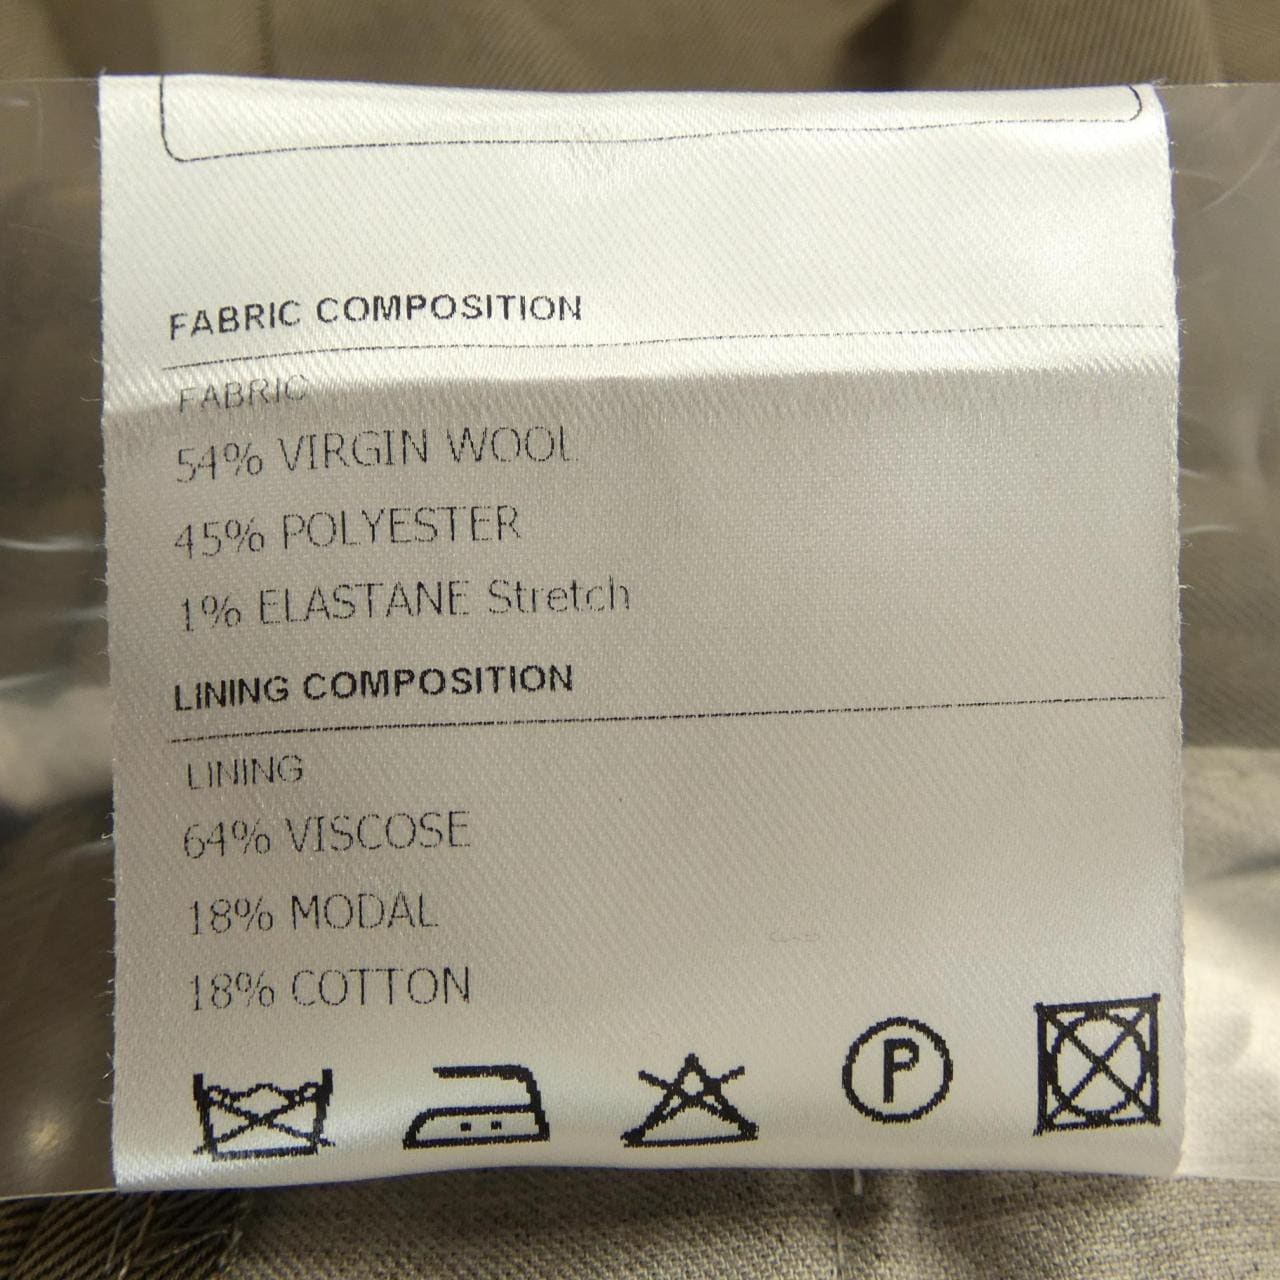 FABRIC COMPOSITION
FABRIC
54% VIRGIN WOOL
45% POLYESTER
1% ELASTANE Stretch
LINING COMPOSITION
LINING
64% VISCOSE
18% MODAL
18% COTTON
P